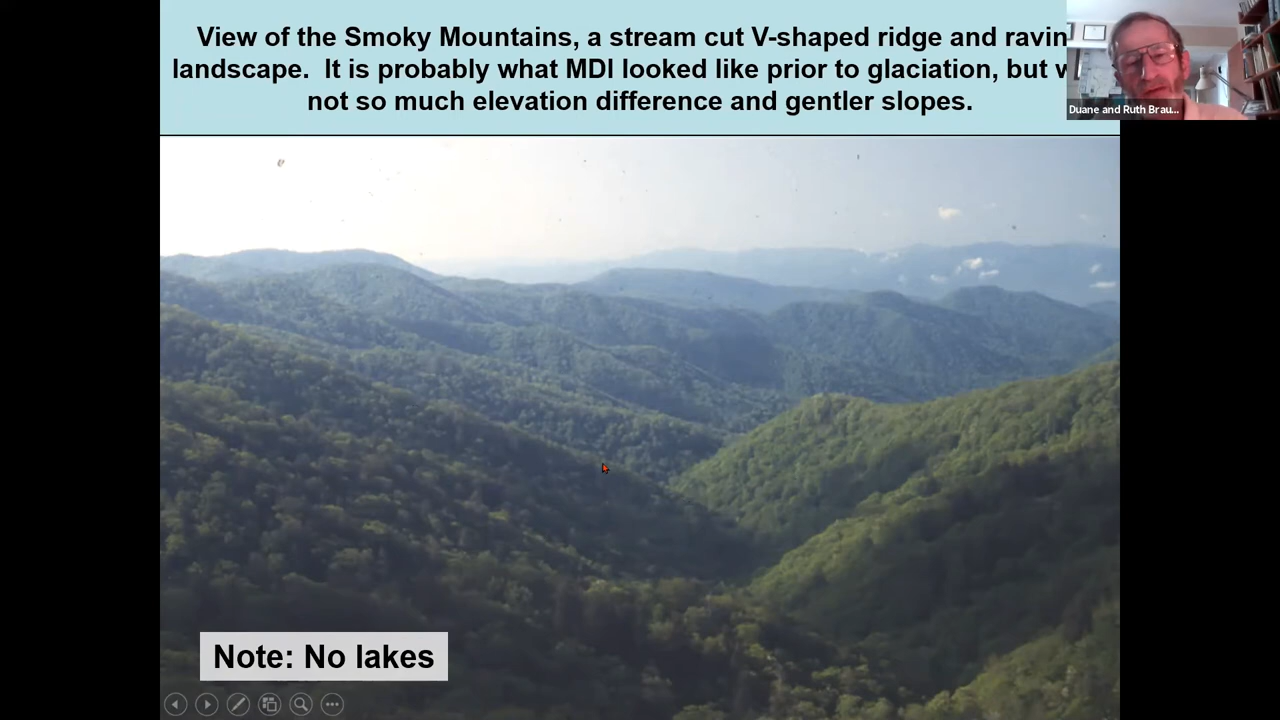 View of the Smoky Mountains, a stream cut V-shaped ridge and ravin
landscape. It is probably what MDI looked like prior to glaciation, but w
not so much elevation difference and gentler slopes.
Duane and Ruth Brau...
Note: No lakes